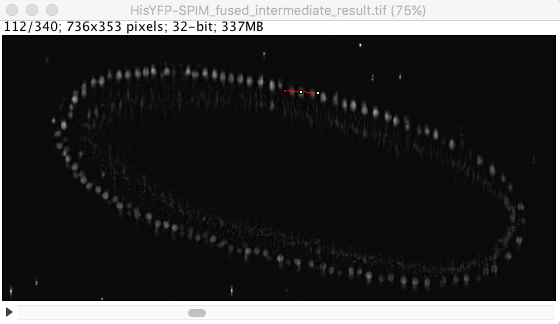 HisYFP-SPIM_fused_intermediate_result.tif (75%)
112/340; 736x353 pixels; 32-bit; 337MB